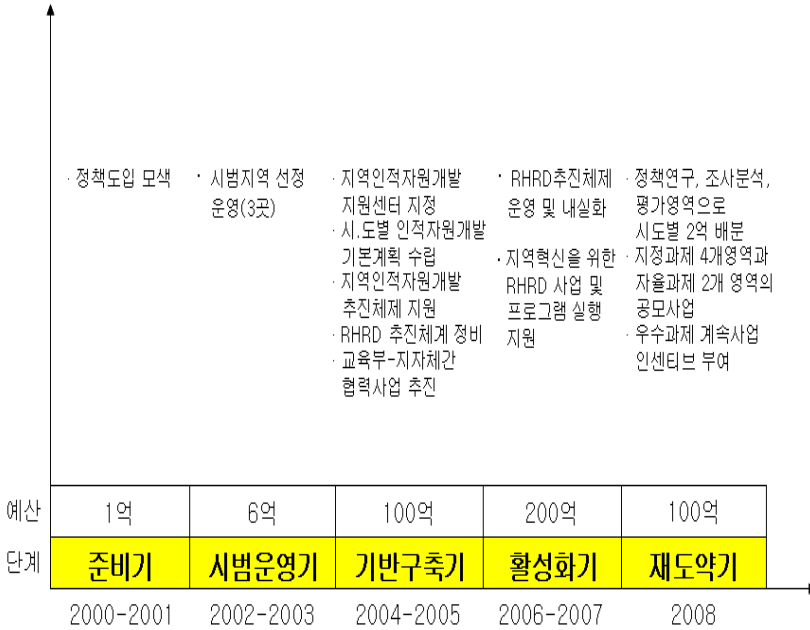 · 정책도입 모색
· 시범지역 선정
운영(3곳)
· 지역인적자원개발
지원센터 지정
· 시.도별 인적자원개발
기본계획 수립
· 지역인적자원개발
추진체제 지원
· RHRD 추진체계 정비
· 교육부-지자체간
협력사업 추진
· RHRD추진체제
운영 및 내실화
· 지역혁신을 위한
RHRD 사업 및
프로그램 실행
지원
· 정책연구, 조사분석,
평가영역으로
시도별 2억 배분
· 지정과제 4개영역과
자율과제 2개 영역의
공모사업
· 우수과제 계속사업
인센티브 부여
예산 1억 6억 100억 200억 100억
단계 준비기 시범운영기 기반구축기 활성화기 재도약기
2000-2001 2002-2003 2004-2005 2006-2007 2008